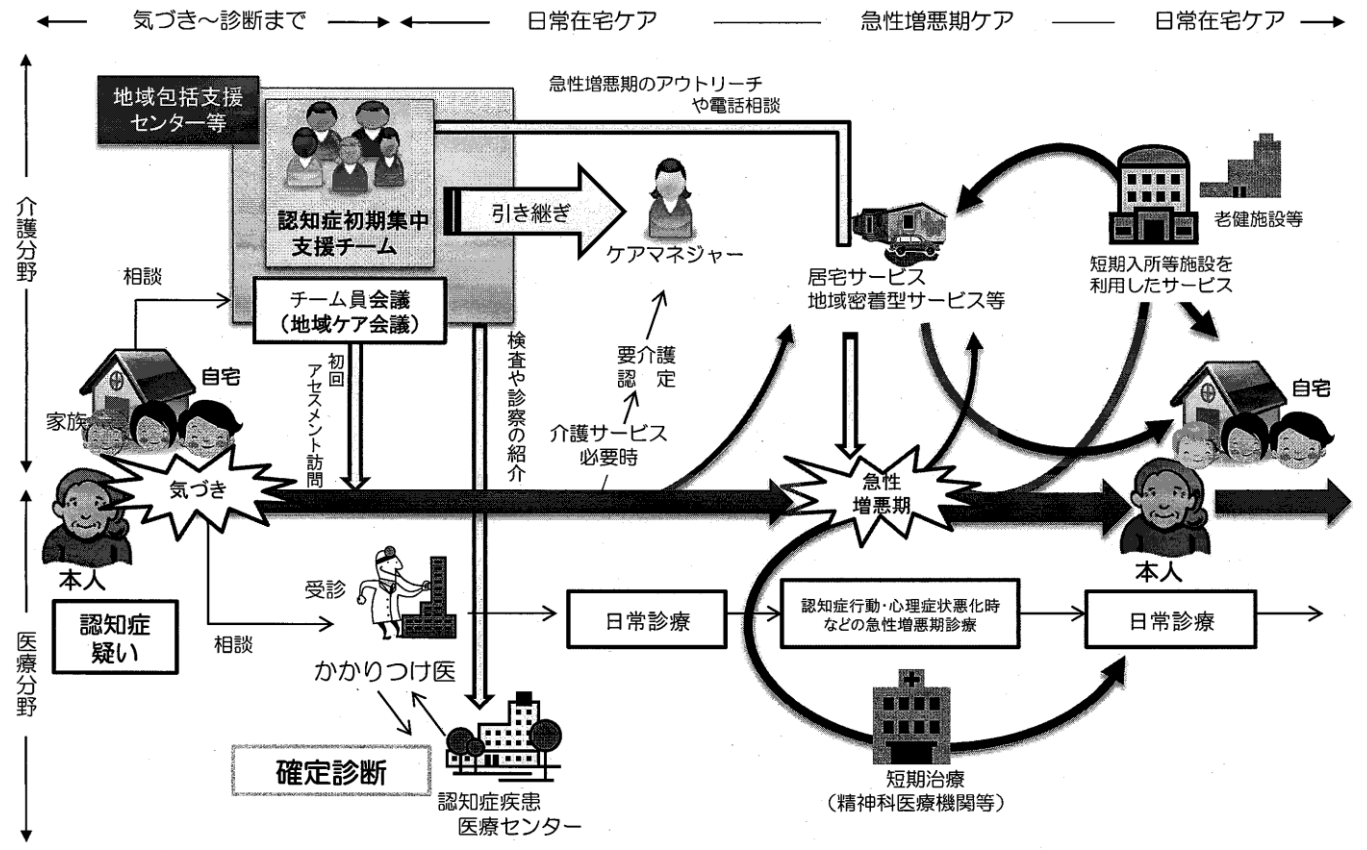 気づき～診断まで
日常在宅ケア
急性増悪期ケア
日常在宅ケア
介護分野
医療分野
地域包括支援
センター等
認知症初期集中
支援チーム
チーム員会議
（地域ケア会議）
急性増悪期のアウトリーチ
や電話相談
引き継ぎ
ケアマネジャー
居宅サービス
地域密着型サービス等
老健施設等
短期入所等施設を
利用したサービス
相談
自宅
家族
初回
アセスメント訪問
検査や診察の紹介
要介護
認　定
介護サービス
必要時
自宅
気づき
急性
増悪期
本人
本人
認知症
疑い
相談
受診
かかりつけ医
日常診療
認知症行動・心理症状悪化時
などの急性増悪期診療
日常診療
確定診断
認知症疾患
医療センター
短期治療
（精神科医療機関等）